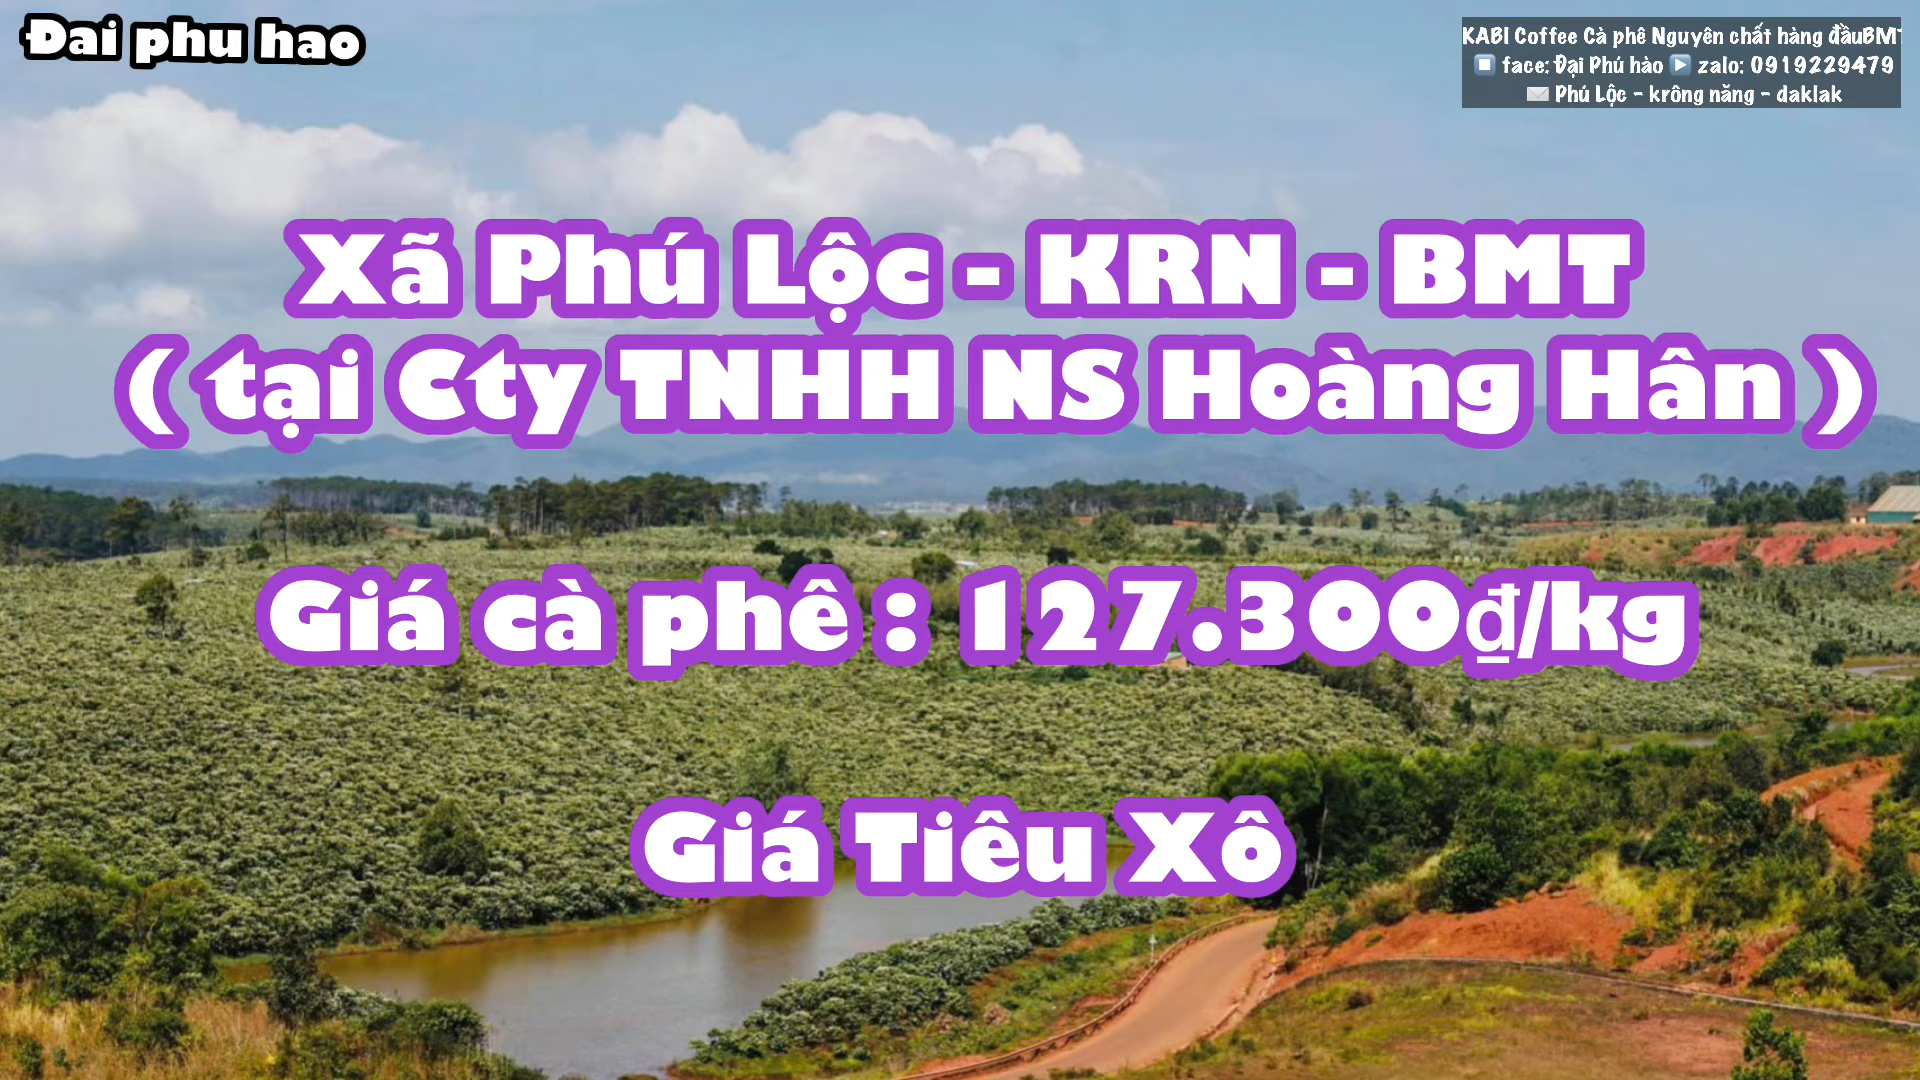 Đai phu hao
KABI Coffee Cà phê Nguyên chất hàng đầuBMT
face: Đại Phú hào zalo: 0919229479
Phú Lộc - krông năng - daklak
Xã Phú Lộc - KRN - BMT
( tại Cty TNHH NS Hoàng Hân )
Giá cà phê : 127.300₫/kg
Giá Tiêu Xô